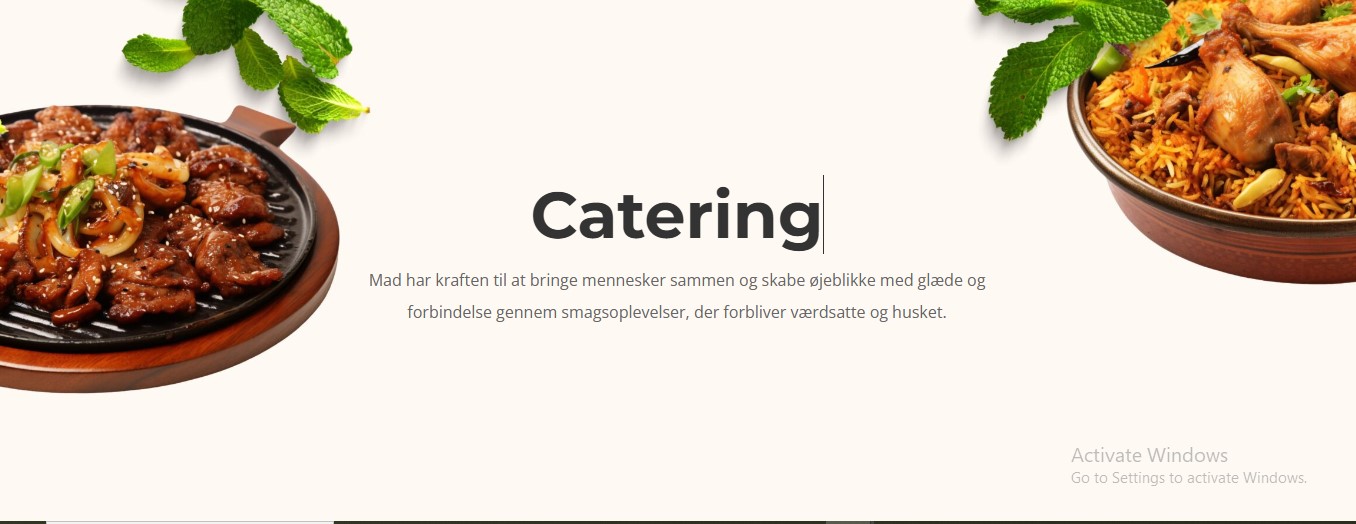 Catering
Mad har kraften til at bringe mennesker sammen og skabe øjeblikke med glæde og
forbindelse gennem smagsoplevelser, der forbliver værdsatte og husket.
Activate Windows
Go to Settings to activate Windows.